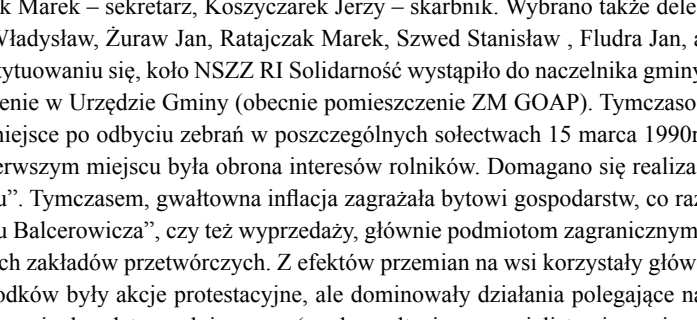 k Marek – sekretarz, Koszyczarek Jerzy – skarbnik. Wybrano także dele
Władysław, Żuraw Jan, Ratajczak Marek, Szwed Stanisław , Fludra Jan, a
tytuowaniu się, koło NSZZ RI Solidarność wystąpiło do naczelnika gminy
enie w Urzędzie Gminy (obecnie pomieszczenie ZM GOAP). Tymczaso
niejsce po odbyciu zebrań w poszczególnych sołectwach 15 marca 1990r
erwszym miejscu była obrona interesów rolników. Domagano się realiza
u”. Tymczasem, gwałtowna inflacja zagrażała bytowi gospodarstw, co raz
u Balcerowicza”, czy też wyprzedaży, głównie podmiotom zagranicznym
ch zakładów przetwórczych. Z efektów przemian na wsi korzystały głów
odków były akcje protestacyjne, ale dominowały działania polegające na